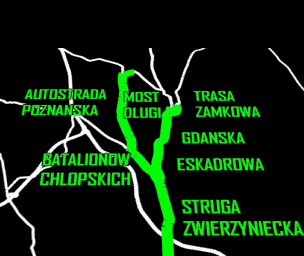 AUTOSTRADA
POZNANSKA
MOST
DLUGI
TRASA
ZAMKOWA
GDANSKA
BATALIONOW
CHLOPSKICH
ESKADROWA
STRUGA
ZWIERZYNIECKA